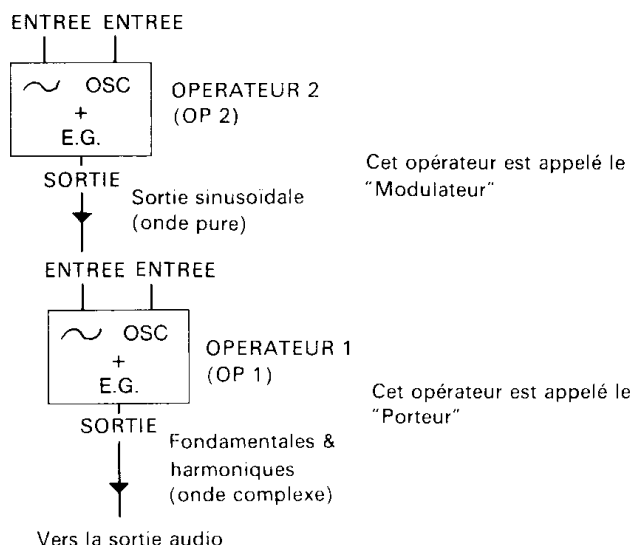 ENTREE ENTREE
OSC
+
E.G.
OPERATEUR 2
(OP 2)
SORTIE
Sortie sinusoïdale
(onde pure)
Cet opérateur est appelé le
"Modulateur"
ENTREE ENTREE
OSC
+
E.G.
OPERATEUR 1
(OP 1)
SORTIE
Fondamentales &
harmoniques
(onde complexe)
Cet opérateur est appelé le
"Porteur"
Vers la sortie audio